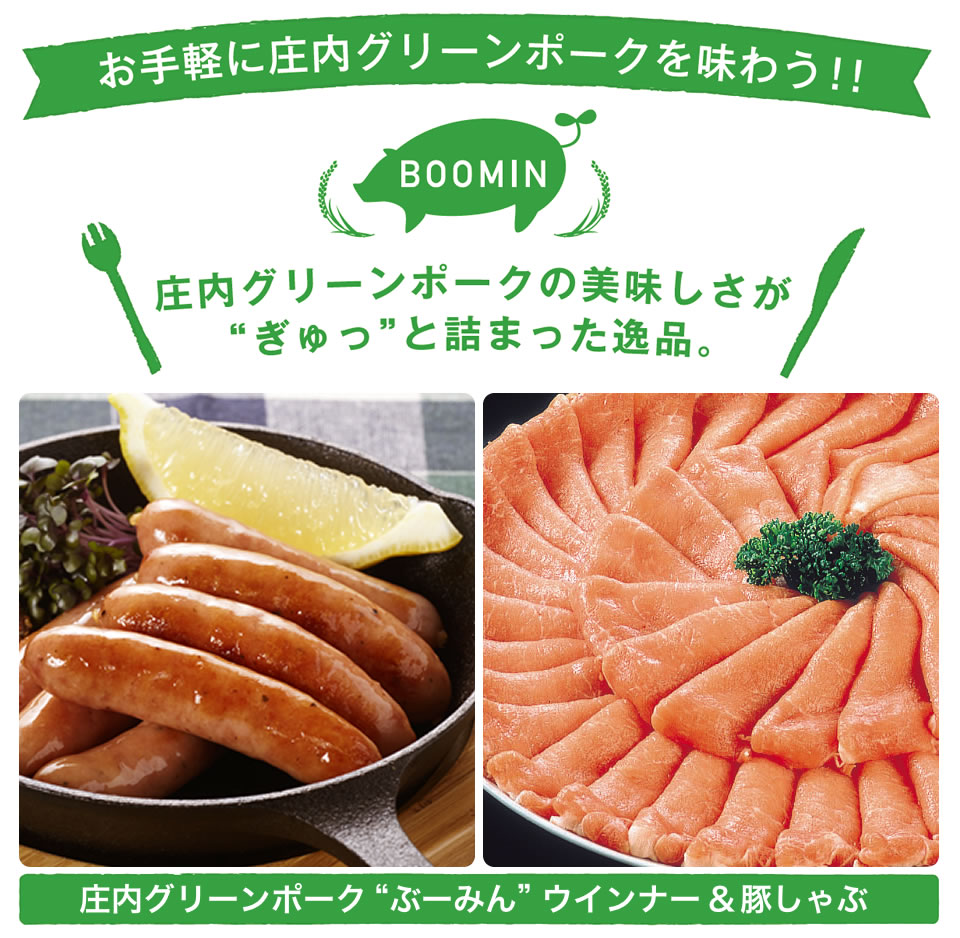 お手軽に庄内グリーンポークを味わう!!
BOOMIN
庄内グリーンポークの美味しさが
“ぎゅっ”と詰まった逸品。
庄内グリーンポーク“ぶーみん”ウインナー&豚しゃぶ